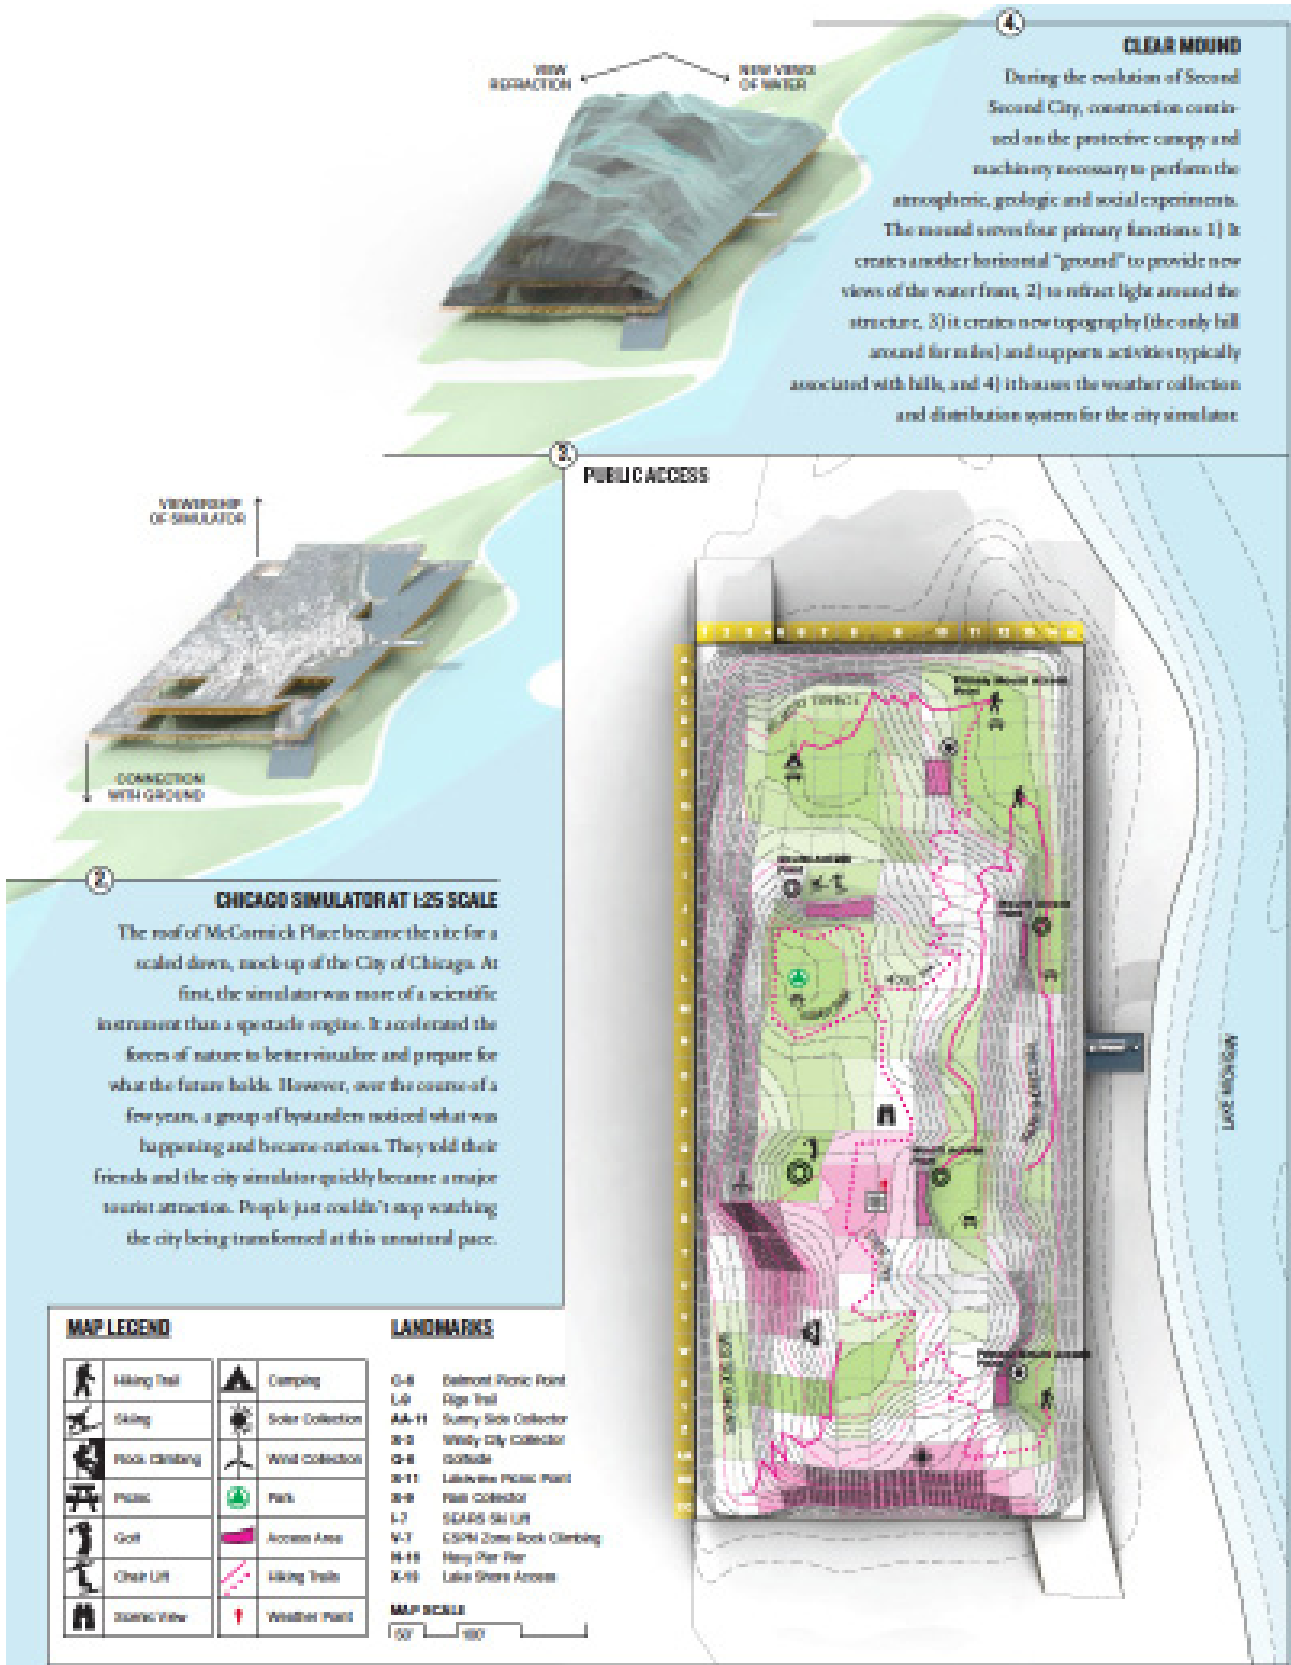 4.
CLEAR MOUND
VIEW
REFRACTION
NEW VIEWS
OF WATER
During the evolution of Second
Second City, construction contin-
ued on the protective canopy and
machinery necessary to perform the
atmospheric, geologic and social experiments.
The mound serves four primary functions: 1) It
creates another horizontal "ground" to provide new
views of the water front, 2) to refract light around the
structure, 3) it creates new topography (the only hill
around for miles) and supports activities typically
associated with hills, and 4) it houses the weather collection
and distribution system for the city simulator.
3.
PUBLIC ACCESS
VIEWERSHIP
OF SIMULATOR
CONNECTION
WITH GROUND
2.
CHICAGO SIMULATOR AT 1:25 SCALE
The roof of McCormick Place became the site for a
scaled down, mock-up of the City of Chicago. At
first, the simulator was more of a scientific
instrument than a spectacle engine. It accelerated the
forces of nature to better visualize and prepare for
what the future holds. However, over the course of a
few years, a group of bystanders noticed what was
happening and became curious. They told their
friends and the city simulator quickly became a major
tourist attraction. People just couldn't stop watching
the city being transformed at this unnatural pace.
MAP LEGEND
Hiking Trail
Skiing
Rock Climbing
Picnic
Golf
Chair Lift
Scenic View
Camping
Solar Collection
Wind Collection
Park
Access Area
Hiking Trails
Weather Point
LANDMARKS
Belmont Picnic Point
Trail
AA-11 Sunny Side Collector
Windy City Collector
Lakeview Picnic Point
Rain Collector
I-7 SEARS Ski Lift
V-7 ESPN Zone Rock Climbing
Navy Pier Pier
Lake Shore Access
MAP SCALE
50' 100'